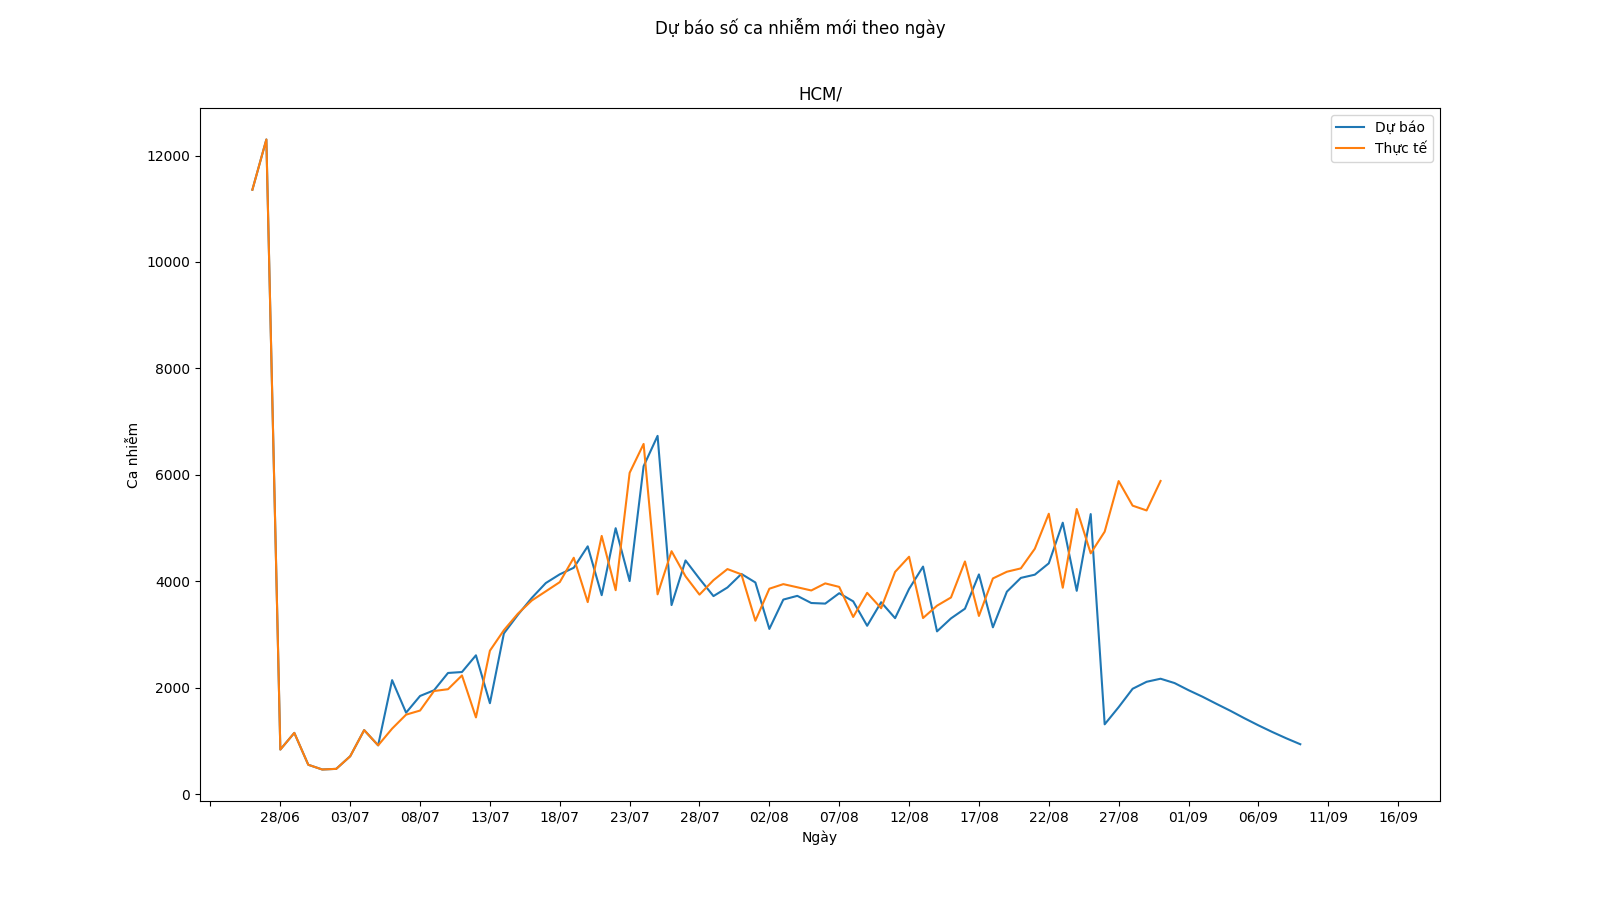 Dự báo số ca nhiễm mới theo ngày
HCM/
Dự báo
Thực tế
12000
10000
8000
6000
4000
2000
0
Ca nhiễm
28/06 03/07 08/07 13/07 18/07 23/07 28/07 02/08 07/08 12/08 17/08 22/08 27/08 01/09 06/09 11/09 16/09
Ngày